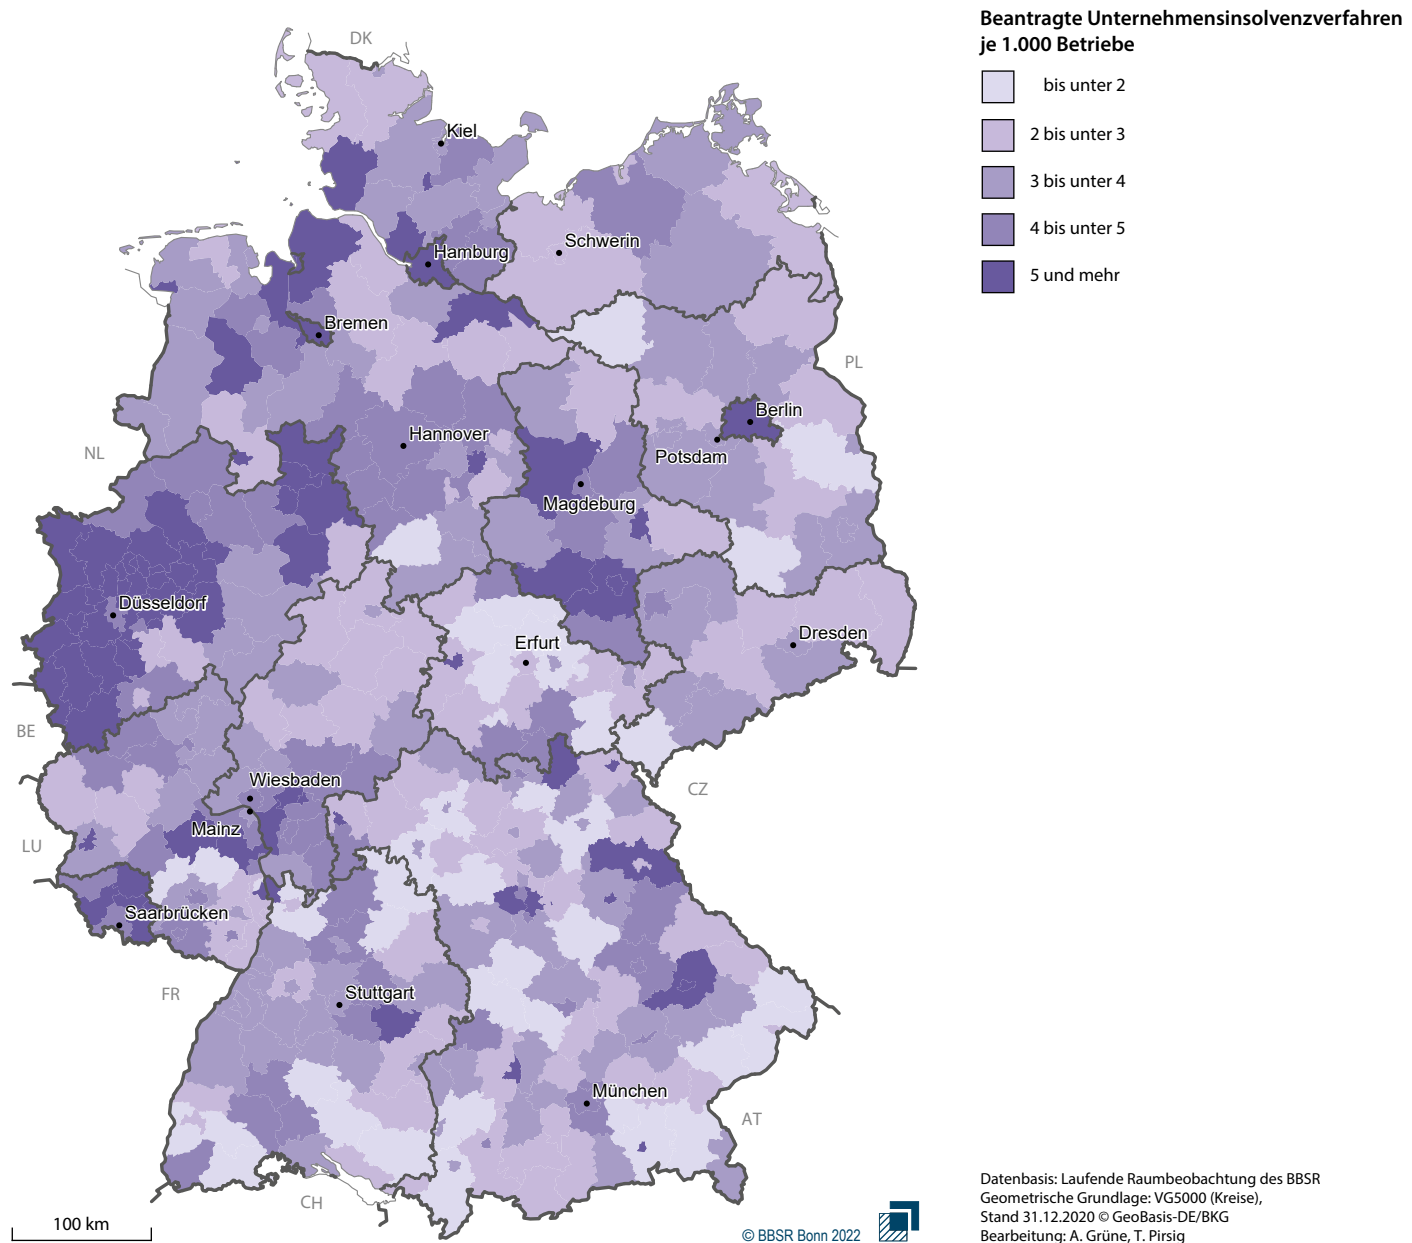 Beantragte Unternehmensinsolvenzverfahren
je 1.000 Betriebe
bis unter 2
2 bis unter 3
3 bis unter 4
4 bis unter 5
5 und mehr
DK
Kiel
Hamburg
Schwerin
Bremen
PL
Berlin
Hannover
Potsdam
NL
Magdeburg
Düsseldorf
Erfurt
Dresden
BE
Wiesbaden
CZ
Mainz
LU
Saarbrücken
FR
Stuttgart
München
AT
CH
100 km
© BBSR Bonn 2022
Datenbasis: Laufende Raumbeobachtung des BBSR
Geometrische Grundlage: VG5000 (Kreise),
Stand 31.12.2020 © GeoBasis-DE/BKG
Bearbeitung: A. Grüne, T. Pirsig